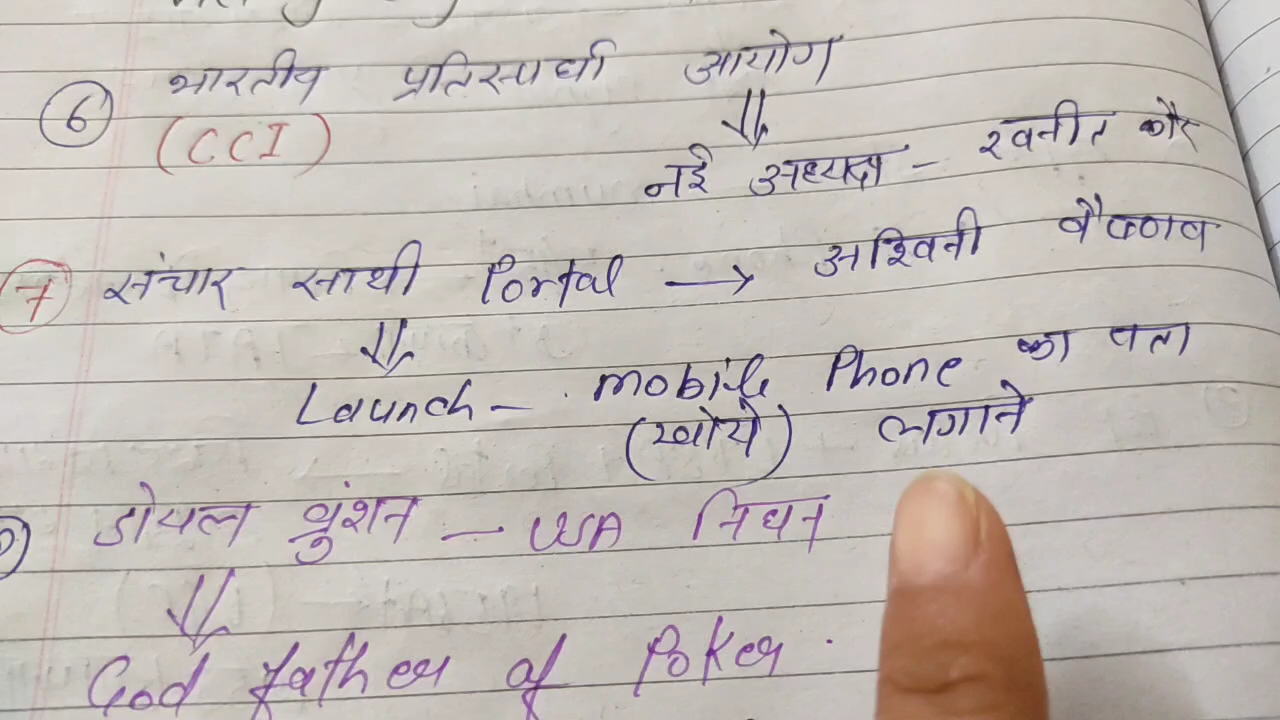 6 भारतीय प्रतिस्पर्धा आयोग
(CCI)
नई अध्यक्ष - रवनीत कौर
7 संचार साथी Portal → अश्विनी वैष्णव
Launch - mobile Phone का पता
(खोये) लगाने
डोयल ब्रुंशन - USA निधन
God father of Poker.